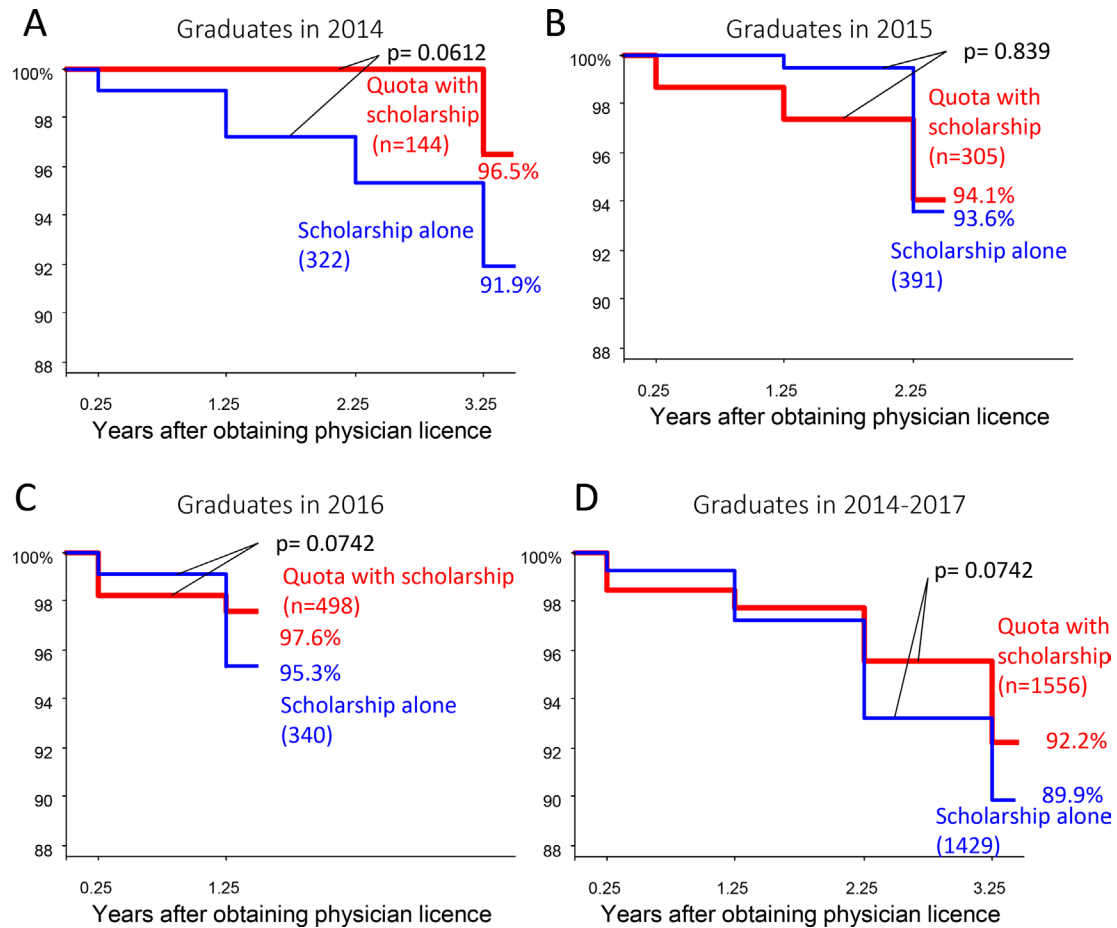 A
Graduates in 2014
p= 0.0612
100%
98
96
94
92
90
88
Quota with
scholarship
(n=144)
96.5%
Scholarship alone
(322)
91.9%
0.25 1.25 2.25 3.25
Years after obtaining physician licence
B
Graduates in 2015
p= 0.839
100%
98
96
94
92
90
88
Quota with
scholarship
(n=305)
94.1%
93.6%
Scholarship alone
(391)
0.25 1.25 2.25
Years after obtaining physician licence
C
Graduates in 2016
p= 0.0742
100%
98
96
94
92
90
88
Quota with scholarship
(n=498)
97.6%
95.3%
Scholarship alone
(340)
0.25 1.25
Years after obtaining physician licence
D
Graduates in 2014-2017
p= 0.0742
100%
98
96
94
92
90
88
Quota with
scholarship
(n=1556)
92.2%
89.9%
Scholarship alone
(1429)
0.25 1.25 2.25 3.25
Years after obtaining physician licence